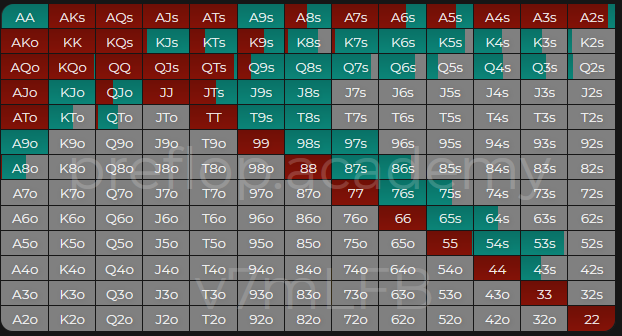 AA AKs AQs AJs ATs A9s A8s A7s A6s A5s A4s A3s A2s
AKo KK KQs KJs KTs K9s K8s K7s K6s K5s K4s K3s K2s
AQo KQo QQ QJs QTs Q9s Q8s Q7s Q6s Q5s Q4s Q3s Q2s
AJo KJo QJo JJ JTs J9s J8s J7s J6s J5s J4s J3s J2s
ATo KTo QTo JTo TT T9s T8s T7s T6s T5s T4s T3s T2s
A9o K9o Q9o J9o T9o 99 98s 97s 96s 95s 94s 93s 92s
preflop.academy
A8o K8o Q8o J8o T8o 98o 88 87s 86s 85s 84s 83s 82s
A7o K7o Q7o J7o T7o 97o 87o 77 76s 75s 74s 73s 72s
A6o K6o Q6o J6o T6o 96o 86o 76o 66 65s 64s 63s 62s
A5o K5o Q5o J5o T5o 95o 85o 75o 65o 55 54s 53s 52s
A4o K4o Q4o J4o T4o 94o 84o 74o 64o 54o 44 43s 42s
v7mLFB
A3o K3o Q3o J3o T3o 93o 83o 73o 63o 53o 43o 33 32s
A2o K2o Q2o J2o T2o 92o 82o 72o 62o 52o 42o 32o 22